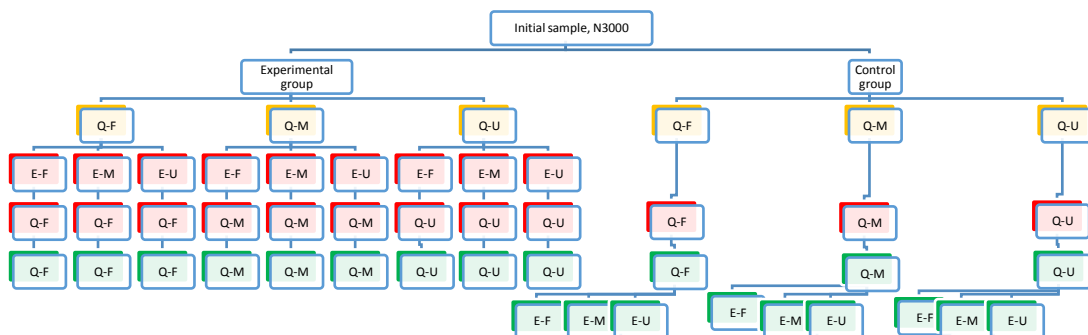 Initial sample, N3000
Experimental
group
Control
group
Q-F Q-M Q-U Q-F Q-M Q-U
E-F E-M E-U E-F E-M E-U E-F E-M E-U
Q-F Q-F Q-F Q-M Q-M Q-M Q-U Q-U Q-U Q-F Q-M Q-U
Q-F Q-F Q-F Q-M Q-M Q-M Q-U Q-U Q-U Q-F Q-M Q-U
E-F E-M E-U E-F E-M E-U E-F E-M E-U